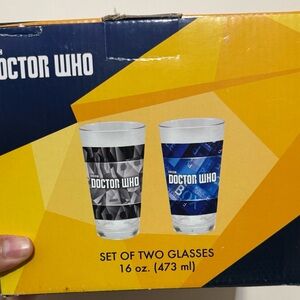 DOCTOR WHO
DOCTOR WHO
DOCTOR WHO
SET OF TWO GLASSES
16 oz. (473 ml)